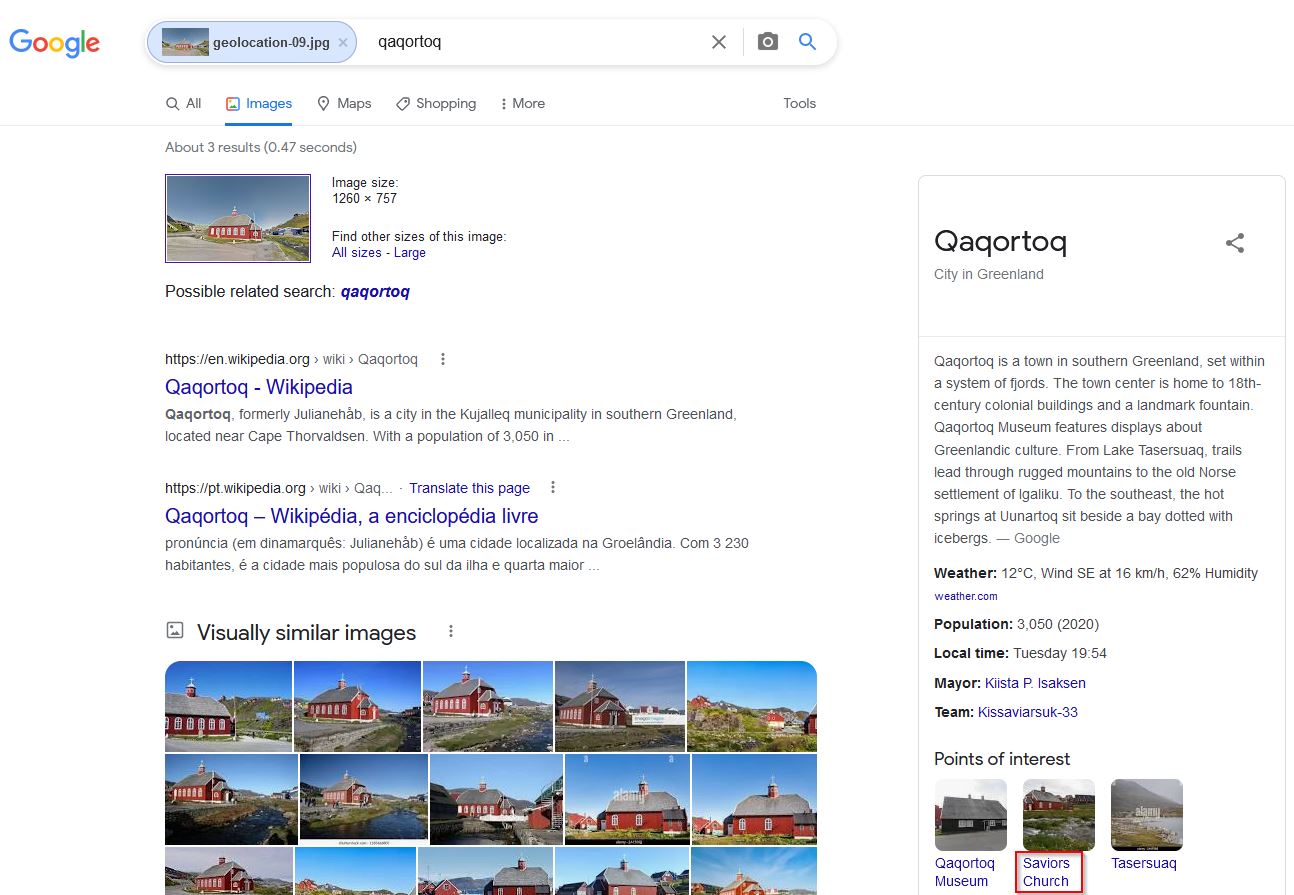 Google
geolocation-09.jpg ×
qaqortoq
All
Images
Maps
Shopping
More
Tools
About 3 results (0.47 seconds)
Image size:
1260 × 757
Find other sizes of this image:
All sizes - Large
Possible related search: qaqortoq
https://en.wikipedia.org › wiki › Qaqortoq
Qaqortoq - Wikipedia
Qaqortoq, formerly Julianehåb, is a city in the Kujalleq municipality in southern Greenland,
located near Cape Thorvaldsen. With a population of 3,050 in ...
https://pt.wikipedia.org › wiki › Qaq... · Translate this page
Qaqortoq – Wikipédia, a enciclopédia livre
pronúncia (em dinamarquês: Julianehåb) é uma cidade localizada na Groelândia. Com 3 230
habitantes, é a cidade mais populosa do sul da ilha e quarta maior ...
Visually similar images
alamy
Qaqortoq
City in Greenland
Qaqortoq is a town in southern Greenland, set within
a system of fjords. The town center is home to 18th-
century colonial buildings and a landmark fountain.
Qaqortoq Museum features displays about
Greenlandic culture. From Lake Tasersuaq, trails
lead through rugged mountains to the old Norse
settlement of Igaliku. To the southeast, the hot
springs at Uunartoq sit beside a bay dotted with
icebergs. — Google
Weather: 12°C, Wind SE at 16 km/h, 62% Humidity
weather.com
Population: 3,050 (2020)
Local time: Tuesday 19:54
Mayor: Kiista P. Isaksen
Team: Kissaviarsuk-33
Points of interest
alamy
Qaqortoq
Museum
Saviors
Church
Tasersuaq